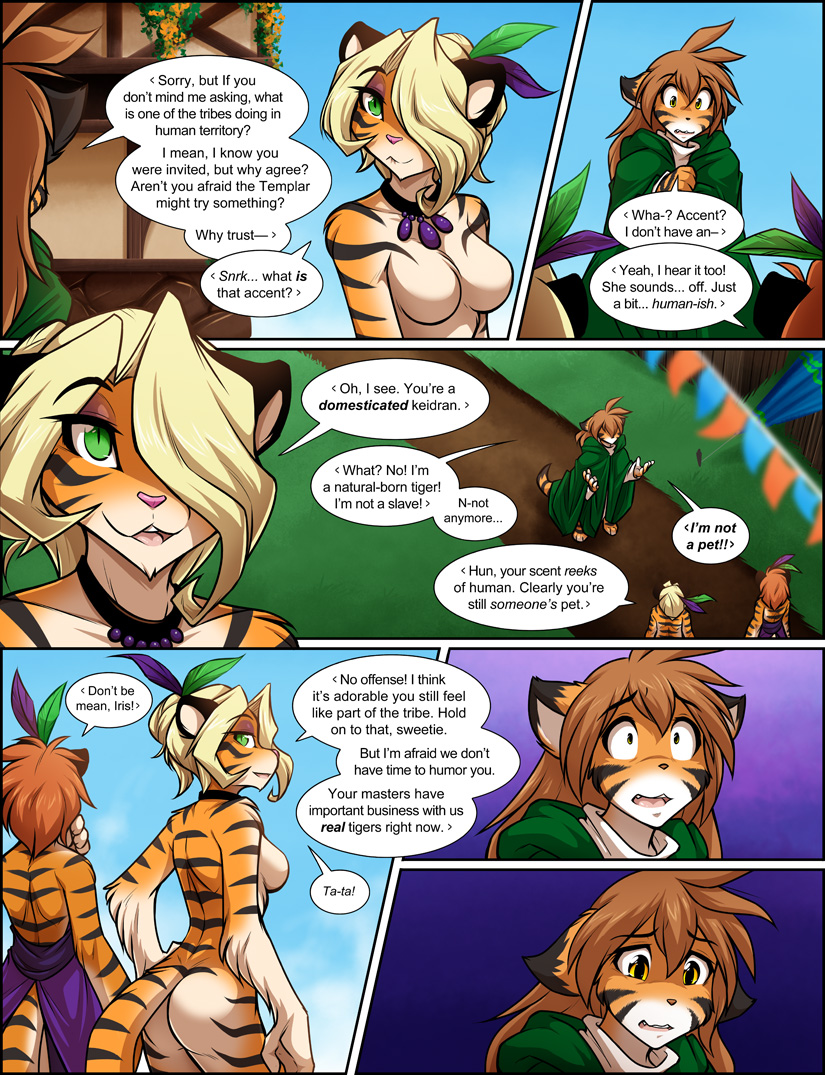 ‹ Sorry, but If you
don't mind me asking, what
is one of the tribes doing in
human territory?
I mean, I know you
were invited, but why agree?
Aren't you afraid the Templar
might try something?
Why trust— ›
‹ Snrk... what is
that accent? ›
‹ Wha-? Accent?
I don't have an– ›
‹ Yeah, I hear it too!
She sounds... off. Just
a bit... human-ish. ›
‹ Oh, I see. You're a
domesticated keidran. ›
‹ What? No! I'm
a natural-born tiger!
I'm not a slave! ›
N-not
anymore...
‹ I'm not
a pet!! ›
‹ Hun, your scent reeks
of human. Clearly you're
still someone's pet. ›
‹ Don't be
mean, Iris! ›
‹ No offense! I think
it's adorable you still feel
like part of the tribe. Hold
on to that, sweetie.
But I'm afraid we don't
have time to humor you.
Your masters have
important business with us
real tigers right now. ›
Ta-ta!